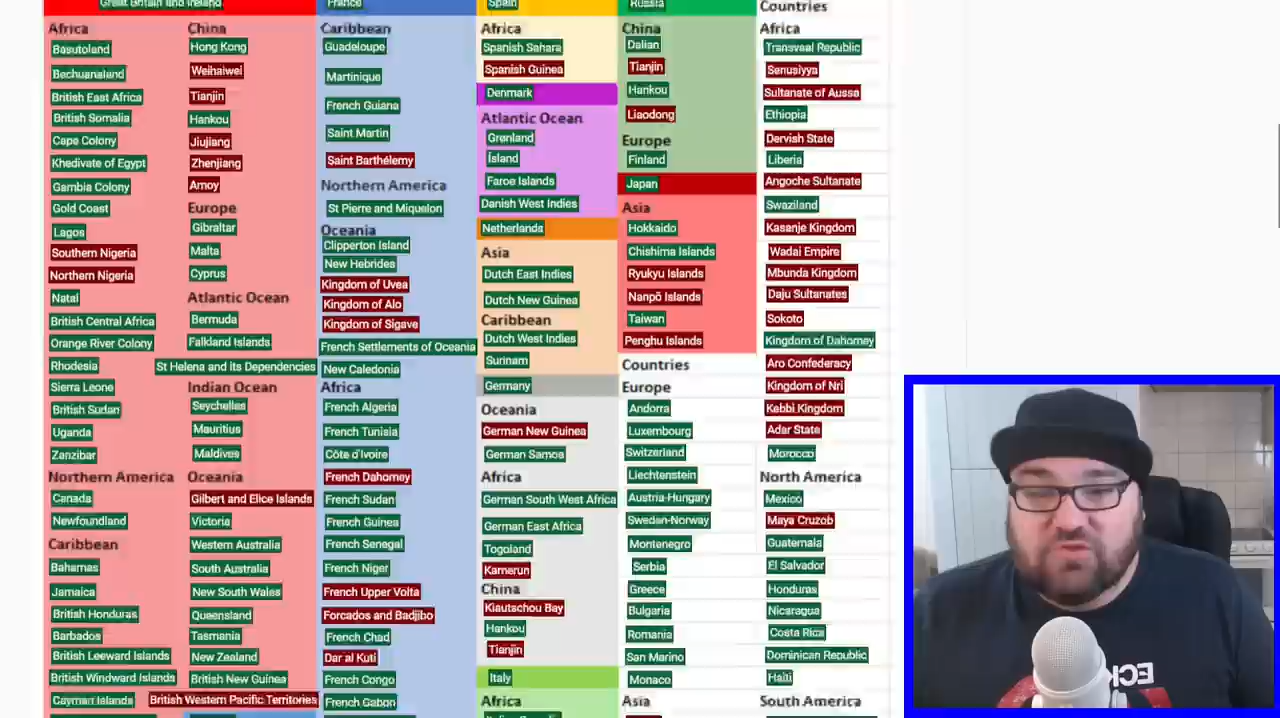 Great Britain and Ireland
Africa
Basutoland
Bechuanaland
British East Africa
British Somalia
Cape Colony
Khedivate of Egypt
Gambia Colony
Gold Coast
Lagos
Southern Nigeria
Northern Nigeria
Natal
British Central Africa
Orange River Colony
Rhodesia
Sierra Leone
British Sudan
Uganda
Zanzibar
Northern America
Canada
Newfoundland
Caribbean
Bahamas
Jamaica
British Honduras
Barbados
British Leeward Islands
British Windward Islands
Cayman Islands
China
Hong Kong
Weihaiwei
Tianjin
Hankou
Jiujiang
Zhenjiang
Amoy
Europe
Gibraltar
Malta
Cyprus
Atlantic Ocean
Bermuda
Falkland Islands
St Helena and Its Dependencies
Indian Ocean
Seychelles
Mauritius
Maldives
Oceania
Gilbert and Elice Islands
Victoria
Western Australia
South Australia
New South Wales
Queensland
Tasmania
New Zealand
British New Guinea
British Western Pacific Territories
France
Caribbean
Guadeloupe
Martinique
French Guiana
Saint Martin
Saint Barthélemy
Northern America
St Pierre and Miquelon
Oceania
Clipperton Island
New Hebrides
Kingdom of Uvea
Kingdom of Alo
Kingdom of Sigave
French Settlements of Oceania
New Caledonia
Africa
French Algeria
French Tunisia
Côte d'Ivoire
French Dahomey
French Sudan
French Guinea
French Senegal
French Niger
French Upper Volta
Forcados and Badjibo
French Chad
Dar al Kuti
French Congo
French Gabon
Spain
Africa
Spanish Sahara
Spanish Guinea
Denmark
Atlantic Ocean
Grønland
Ísland
Faroe Islands
Danish West Indies
Netherlands
Asia
Dutch East Indies
Dutch New Guinea
Caribbean
Dutch West Indies
Surinam
Germany
Oceania
German New Guinea
German Samoa
Africa
German South West Africa
German East Africa
Togoland
Kamerun
China
Kiautschou Bay
Hankou
Tianjin
Italy
Africa
Russia
China
Dalian
Tianjin
Hankou
Liaodong
Europe
Finland
Japan
Asia
Hokkaido
Chishima Islands
Ryukyu Islands
Nanpō Islands
Taiwan
Penghu Islands
Countries
Europe
Andorra
Luxembourg
Switzerland
Liechtenstein
Austria-Hungary
Swedan-Norway
Montenegro
Serbia
Greece
Bulgaria
Romania
San Marino
Monaco
Asia
Countries
Africa
Transvaal Republic
Senusiyya
Sultanate of Aussa
Ethiopia
Dervish State
Liberia
Angoche Sultanate
Swaziland
Kasanje Kingdom
Wadai Empire
Mbunda Kingdom
Daju Sultanates
Sokoto
Kingdom of Dahomay
Aro Confederacy
Kingdom of Nri
Kebbi Kingdom
Adar State
Morocco
North America
Mexico
Maya Cruzob
Guatemala
El Salvador
Honduras
Nicaragua
Costa Rica
Dominican Republic
Haiti
South America